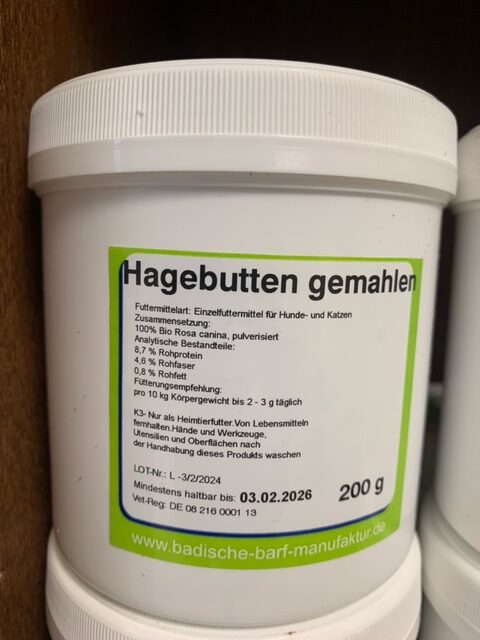 Hagebutten gemahlen
Futtermittelart: Einzelfuttermittel für Hunde- und Katzen
Zusammensetzung:
100% Bio Rosa canina, pulverisiert
Analytische Bestandteile:
8,7 % Rohprotein
4,6 % Rohfaser
0,8 % Rohfett
Fütterungsempfehlung:
pro 10 kg Körpergewicht bis 2 - 3 g täglich
K3- Nur als Heimtierfutter.Von Lebensmitteln
fernhalten.Hände und Werkzeuge,
Utensilien und Oberflächen nach
der Handhabung dieses Produkts waschen
LOT-Nr.: L -3/2/2024
Mindestens haltbar bis: 03.02.2026
200 g
Vet-Reg: DE 08 216 0001 13
www.badische-barf-manufaktur.de